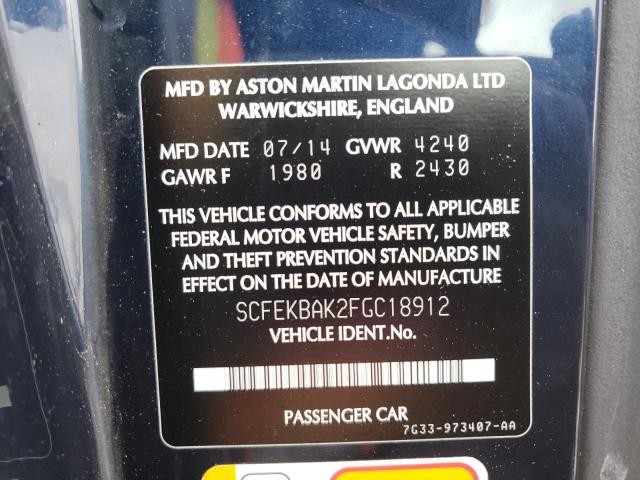 MFD BY ASTON MARTIN LAGONDA LTD
WARWICKSHIRE, ENGLAND
MFD DATE 07/14 GVWR 4240
GAWR F 1980 R 2430
THIS VEHICLE CONFORMS TO ALL APPLICABLE
FEDERAL MOTOR VEHICLE SAFETY, BUMPER
AND THEFT PREVENTION STANDARDS IN
EFFECT ON THE DATE OF MANUFACTURE
SCFEKBAK2FGC18912
VEHICLE IDENT.No.
PASSENGER CAR
7G33-973407-AA